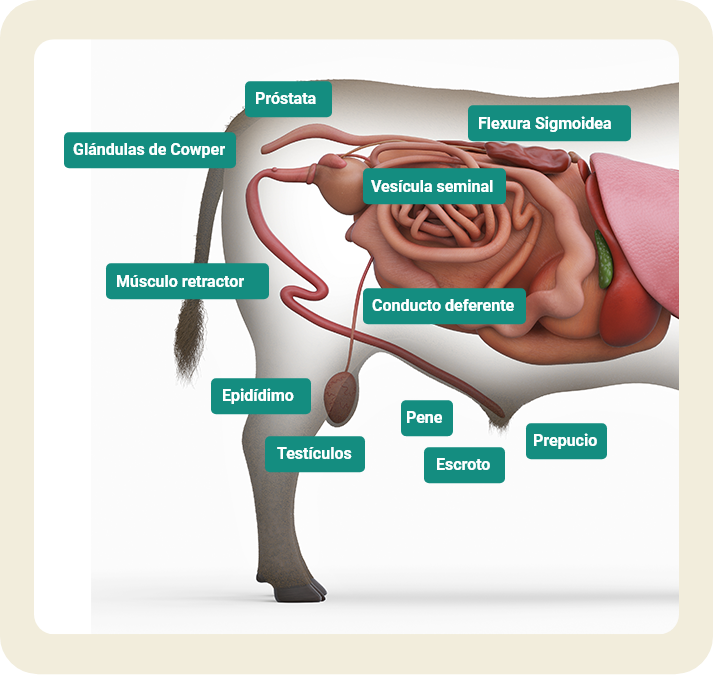 Próstata
Flexura Sigmoidea
Glándulas de Cowper
Vesícula seminal
Músculo retractor
Conducto deferente
Epidídimo
Pene
Prepucio
Testículos
Escroto